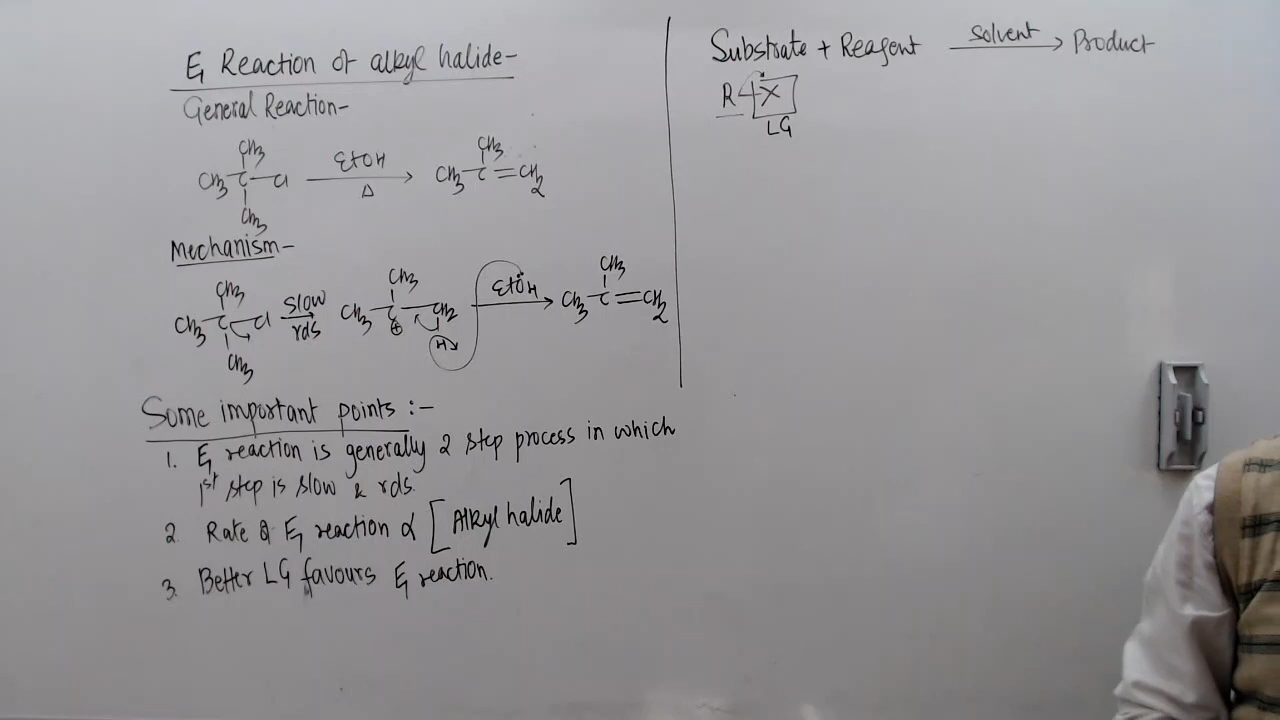 E1 Reaction of alkyl halide-
General Reaction-
CH3
CH3-C-Cl EtOH Δ → CH3-C=CH2
CH3
CH3
Mechanism-
CH3
CH3-C-Cl slow rds → CH3-C-CH2
CH3
CH3
⊕
H
EtÖH → CH3-C=CH2
CH3
Some important points :-
1. E1 reaction is generally 2 step process in which
1st step is slow & rds.
2. Rate of E1 reaction α [Alkyl halide]
3. Better LG favours E1 reaction.
Substrate + Reagent solvent → Product
R-X
LG